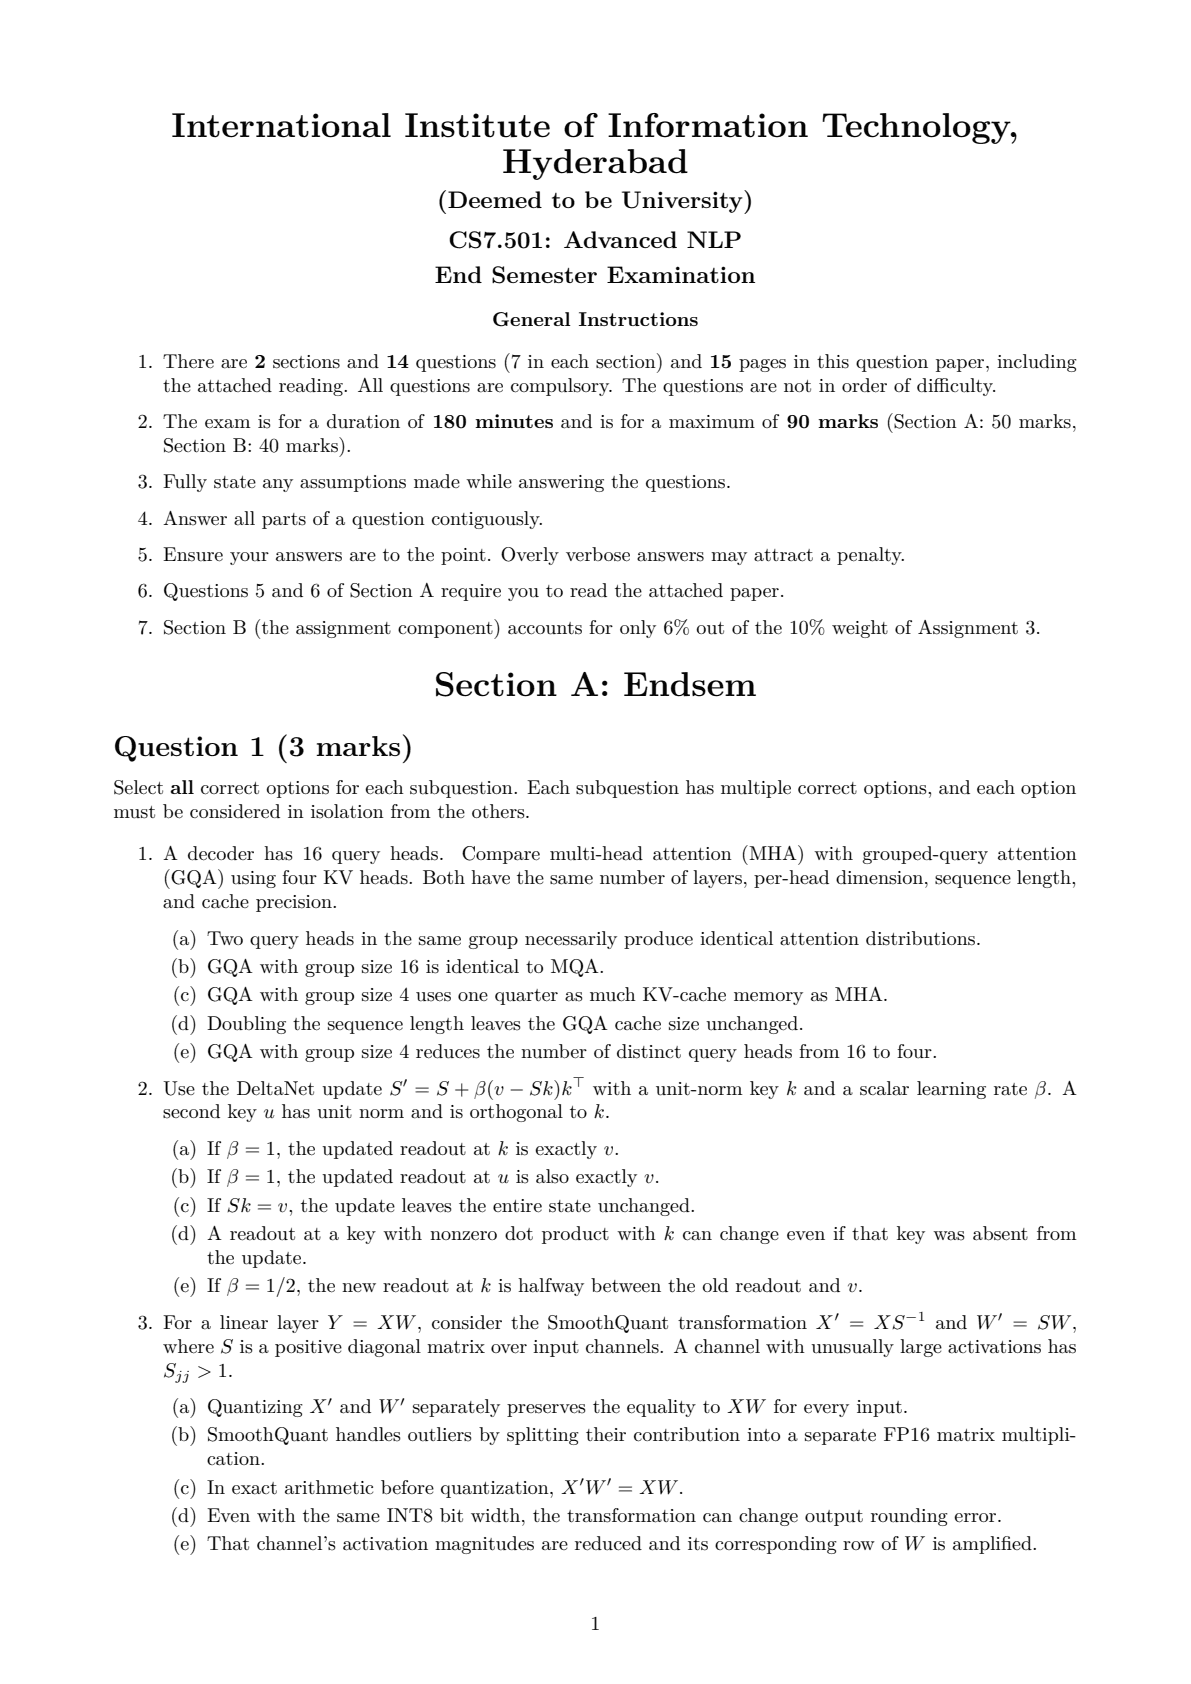 International Institute of Information Technology,
Hyderabad
(Deemed to be University)
CS7.501: Advanced NLP
End Semester Examination
General Instructions
1. There are 2 sections and 14 questions (7 in each section) and 15 pages in this question paper, including
the attached reading. All questions are compulsory. The questions are not in order of difficulty.
2. The exam is for a duration of 180 minutes and is for a maximum of 90 marks (Section A: 50 marks,
Section B: 40 marks).
3. Fully state any assumptions made while answering the questions.
4. Answer all parts of a question contiguously.
5. Ensure your answers are to the point. Overly verbose answers may attract a penalty.
6. Questions 5 and 6 of Section A require you to read the attached paper.
7. Section B (the assignment component) accounts for only 6% out of the 10% weight of Assignment 3.
Section A: Endsem
Question 1 (3 marks)
Select all correct options for each subquestion. Each subquestion has multiple correct options, and each option
must be considered in isolation from the others.
1. A decoder has 16 query heads. Compare multi-head attention (MHA) with grouped-query attention
(GQA) using four KV heads. Both have the same number of layers, per-head dimension, sequence length,
and cache precision.
(a) Two query heads in the same group necessarily produce identical attention distributions.
(b) GQA with group size 16 is identical to MQA.
(c) GQA with group size 4 uses one quarter as much KV-cache memory as MHA.
(d) Doubling the sequence length leaves the GQA cache size unchanged.
(e) GQA with group size 4 reduces the number of distinct query heads from 16 to four.
2. Use the DeltaNet update S′ = S + β(v − Sk)k⊤ with a unit-norm key k and a scalar learning rate β. A
second key u has unit norm and is orthogonal to k.
(a) If β = 1, the updated readout at k is exactly v.
(b) If β = 1, the updated readout at u is also exactly v.
(c) If Sk = v, the update leaves the entire state unchanged.
(d) A readout at a key with nonzero dot product with k can change even if that key was absent from
the update.
(e) If β = 1/2, the new readout at k is halfway between the old readout and v.
3. For a linear layer Y = XW, consider the SmoothQuant transformation X′ = XS⁻¹ and W′ = SW,
where S is a positive diagonal matrix over input channels. A channel with unusually large activations has
Sⱼⱼ > 1.
(a) Quantizing X′ and W′ separately preserves the equality to XW for every input.
(b) SmoothQuant handles outliers by splitting their contribution into a separate FP16 matrix multipli-
cation.
(c) In exact arithmetic before quantization, X′W′ = XW.
(d) Even with the same INT8 bit width, the transformation can change output rounding error.
(e) That channel's activation magnitudes are reduced and its corresponding row of W is amplified.
1